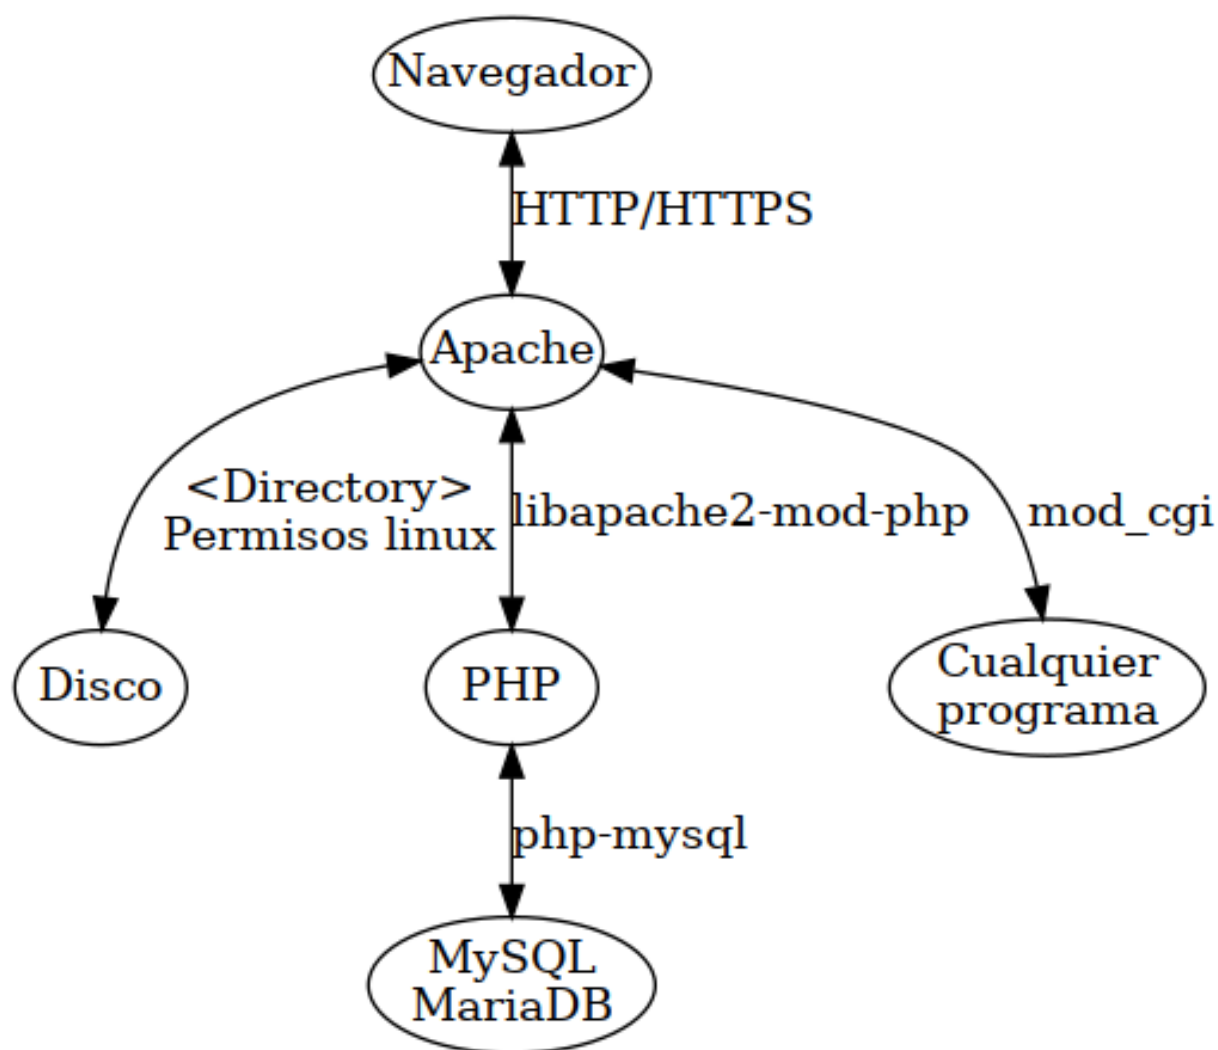 Navegador
HTTP/HTTPS
Apache
<Directory>
Permisos linux
libapache2-mod-php
mod_cgi
Disco
PHP
Cualquier
programa
php-mysql
MySQL
MariaDB